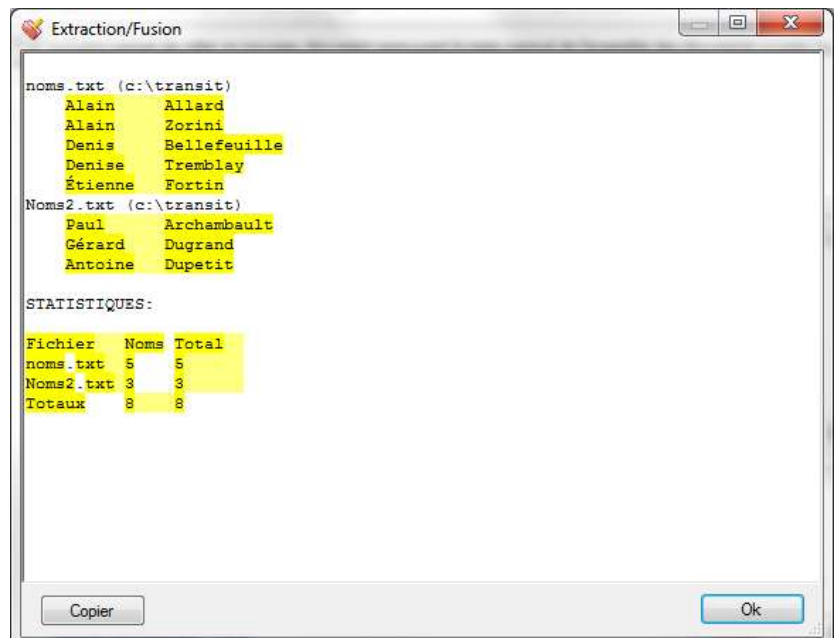 Extraction/Fusion
noms.txt (c:\transit)
Alain Allard
Alain Zorini
Denis Bellefeuille
Denise Tremblay
Étienne Fortin
Noms2.txt (c:\transit)
Paul Archambault
Gérard Dugrand
Antoine Dupetit
STATISTIQUES:
Fichier Noms Total
noms.txt 5 5
Noms2.txt 3 3
Totaux 8 8
Copier Ok